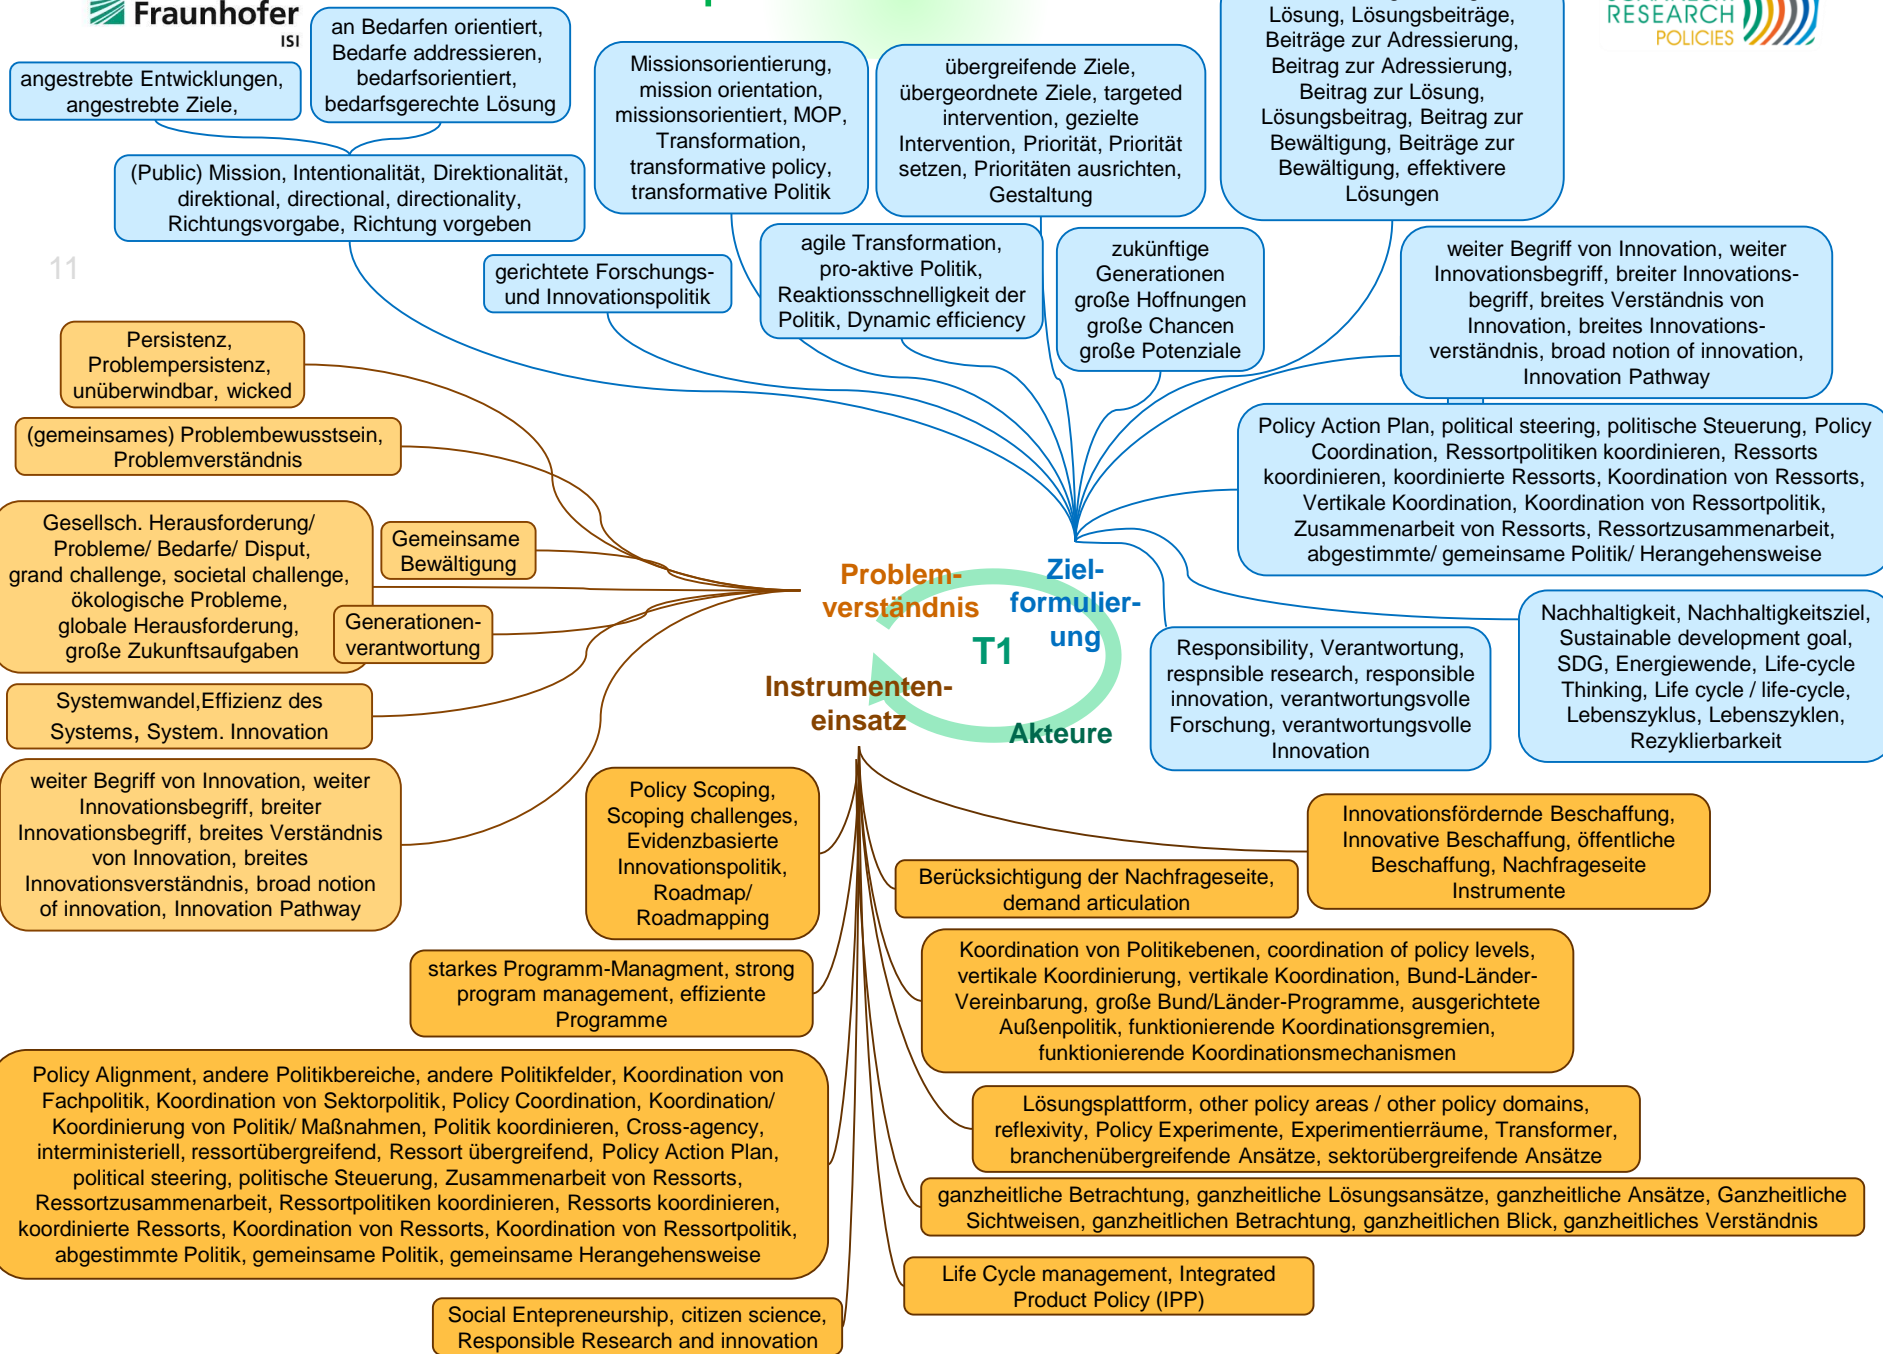 Fraunhofer
ISI
RESEARCH
POLICIES
an Bedarfen orientiert,
Bedarfe addressieren,
bedarfsorientiert,
bedarfsgerechte Lösung
angestrebte Entwicklungen,
angestrebte Ziele,
(Public) Mission, Intentionalität, Direktionalität,
direktional, directional, directionality,
Richtungsvorgabe, Richtung vorgeben
Missionsorientierung,
mission orientation,
missionsorientiert, MOP,
Transformation,
transformative policy,
transformative Politik
übergreifende Ziele,
übergeordnete Ziele, targeted
intervention, gezielte
Intervention, Priorität, Priorität
setzen, Prioritäten ausrichten,
Gestaltung
Lösung, Lösungsbeiträge,
Beiträge zur Adressierung,
Beitrag zur Adressierung,
Beitrag zur Lösung,
Lösungsbeitrag, Beitrag zur
Bewältigung, Beiträge zur
Bewältigung, effektivere
Lösungen
11
gerichtete Forschungs-
und Innovationspolitik
agile Transformation,
pro-aktive Politik,
Reaktionsschnelligkeit der
Politik, Dynamic efficiency
zukünftige
Generationen
große Hoffnungen
große Chancen
große Potenziale
weiter Begriff von Innovation, weiter
Innovationsbegriff, breiter Innovations-
begriff, breites Verständnis von
Innovation, breites Innovations-
verständnis, broad notion of innovation,
Innovation Pathway
Persistenz,
Problempersistenz,
unüberwindbar, wicked
(gemeinsames) Problembewusstsein,
Problemverständnis
Gesellsch. Herausforderung/
Probleme/ Bedarfe/ Disput,
grand challenge, societal challenge,
ökologische Probleme,
globale Herausforderung,
große Zukunftsaufgaben
Gemeinsame
Bewältigung
Generationen-
verantwortung
Systemwandel,Effizienz des
Systems, System. Innovation
weiter Begriff von Innovation, weiter
Innovationsbegriff, breiter
Innovationsbegriff, breites Verständnis
von Innovation, breites
Innovationsverständnis, broad notion
of innovation, Innovation Pathway
Policy Action Plan, political steering, politische Steuerung, Policy
Coordination, Ressortpolitiken koordinieren, Ressorts
koordinieren, koordinierte Ressorts, Koordination von Ressorts,
Vertikale Koordination, Koordination von Ressortpolitik,
Zusammenarbeit von Ressorts, Ressortzusammenarbeit,
abgestimmte/ gemeinsame Politik/ Herangehensweise
Problem-
verständnis
Ziel-
formulier-
ung
T1
Instrumenten-
einsatz
Akteure
Responsibility, Verantwortung,
respnsible research, responsible
innovation, verantwortungsvolle
Forschung, verantwortungsvolle
Innovation
Nachhaltigkeit, Nachhaltigkeitsziel,
Sustainable development goal,
SDG, Energiewende, Life-cycle
Thinking, Life cycle / life-cycle,
Lebenszyklus, Lebenszyklen,
Rezyklierbarkeit
Policy Scoping,
Scoping challenges,
Evidenzbasierte
Innovationspolitik,
Roadmap/
Roadmapping
Innovationsfördernde Beschaffung,
Innovative Beschaffung, öffentliche
Beschaffung, Nachfrageseite
Instrumente
Berücksichtigung der Nachfrageseite,
demand articulation
starkes Programm-Managment, strong
program management, effiziente
Programme
Koordination von Politikebenen, coordination of policy levels,
vertikale Koordinierung, vertikale Koordination, Bund-Länder-
Vereinbarung, große Bund/Länder-Programme, ausgerichtete
Außenpolitik, funktionierende Koordinationsgremien,
funktionierende Koordinationsmechanismen
Policy Alignment, andere Politikbereiche, andere Politikfelder, Koordination von
Fachpolitik, Koordination von Sektorpolitik, Policy Coordination, Koordination/
Koordinierung von Politik/ Maßnahmen, Politik koordinieren, Cross-agency,
interministeriell, ressortübergreifend, Ressort übergreifend, Policy Action Plan,
political steering, politische Steuerung, Zusammenarbeit von Ressorts,
Ressortzusammenarbeit, Ressortpolitiken koordinieren, Ressorts koordinieren,
koordinierte Ressorts, Koordination von Ressorts, Koordination von Ressortpolitik,
abgestimmte Politik, gemeinsame Politik, gemeinsame Herangehensweise
Lösungsplattform, other policy areas / other policy domains,
reflexivity, Policy Experimente, Experimentierräume, Transformer,
branchenübergreifende Ansätze, sektorübergreifende Ansätze
ganzheitliche Betrachtung, ganzheitliche Lösungsansätze, ganzheitliche Ansätze, Ganzheitliche
Sichtweisen, ganzheitlichen Betrachtung, ganzheitlichen Blick, ganzheitliches Verständnis
Life Cycle management, Integrated
Product Policy (IPP)
Social Entepreneurship, citizen science,
Responsible Research and innovation